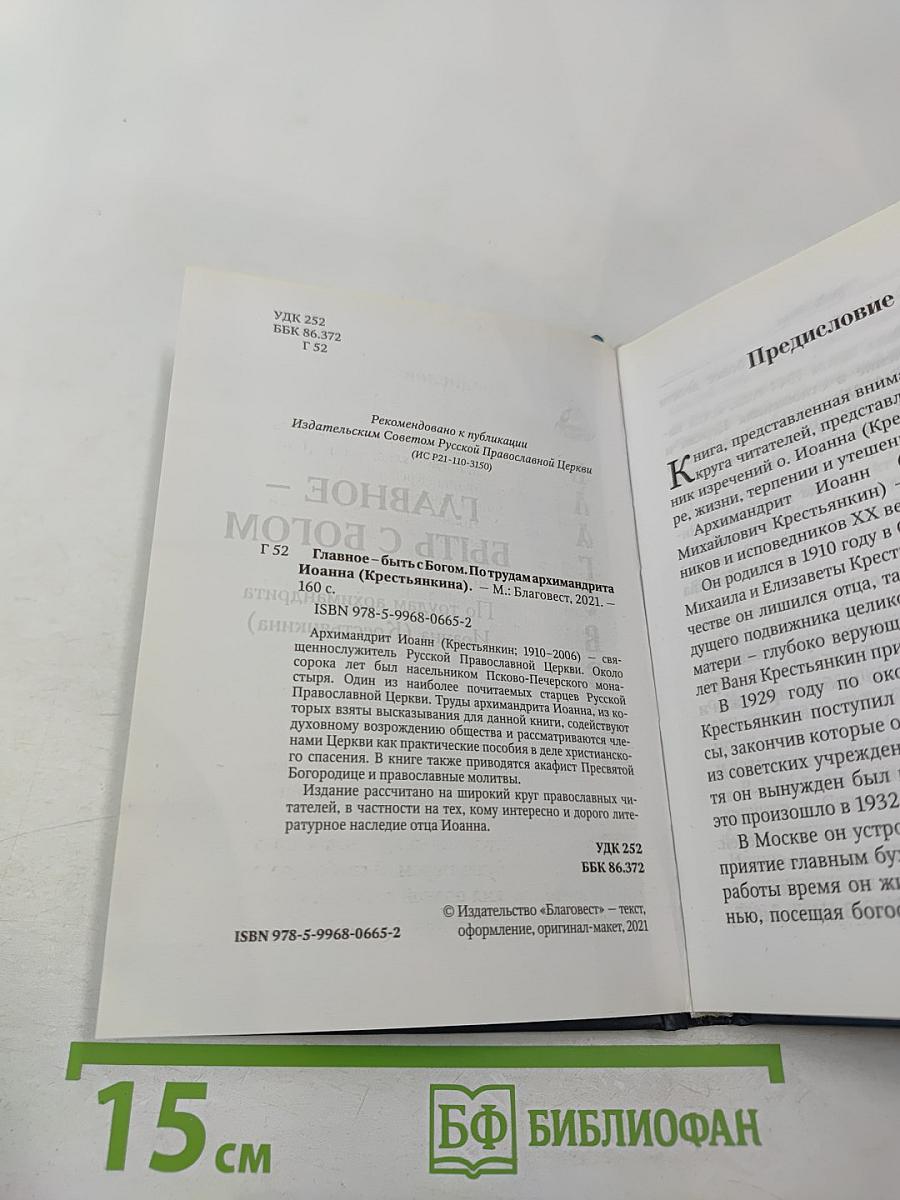 УДК 252
ББК 86.372
Г 52
Рекомендовано к публикации
Издательским Советом Русской Православной Церкви
(ИС Р21-110-3150)
Г 52 Главное – быть с Богом. По трудам архимандрита
Иоанна (Крестьянкина). — М.: Благовест, 2021. —
160 с.
ISBN 978-5-9968-0665-2
Архимандрит Иоанн (Крестьянкин; 1910–2006) — свя-
щеннослужитель Русской Православной Церкви. Около
сорока лет был насельником Псково-Печерского мона-
стыря. Один из наиболее почитаемых старцев Русской
Православной Церкви. Труды архимандрита Иоанна, из ко-
торых взяты высказывания для данной книги, содействуют
духовному возрождению общества и рассматриваются чле-
нами Церкви как практические пособия в деле христианско-
го спасения. В книге также приводятся акафист Пресвятой
Богородице и православные молитвы.
Издание рассчитано на широкий круг православных чи-
тателей, в частности на тех, кому интересно и дорого лите-
ратурное наследие отца Иоанна.
УДК 252
ББК 86.372
ISBN 978-5-9968-0665-2
© Издательство «Благовест» — текст,
оформление, оригинал-макет, 2021
Предисловие
Книга, представленная внима
круга читателей, представл
ник изречений о. Иоанна (Кре
ре, жизни, терпении и утешен
Архимандрит Иоанн (
Михайлович Крестьянкин) –
ников и исповедников XX ве
Он родился в 1910 году в
Михаила и Елизаветы Крест
честве он лишился отца, та
дущего подвижника целико
матери – глубоко верующ
лет Ваня Крестьянкин при
В 1929 году по око
Крестьянкин поступил
сы, закончив которые о
из советских учрежден
тя он вынужден был
это произошло в 1932
В Москве он устро
приятие главным бух
работы время он жи
нью, посещая богос
15 см
БФ БИБЛИОФАН